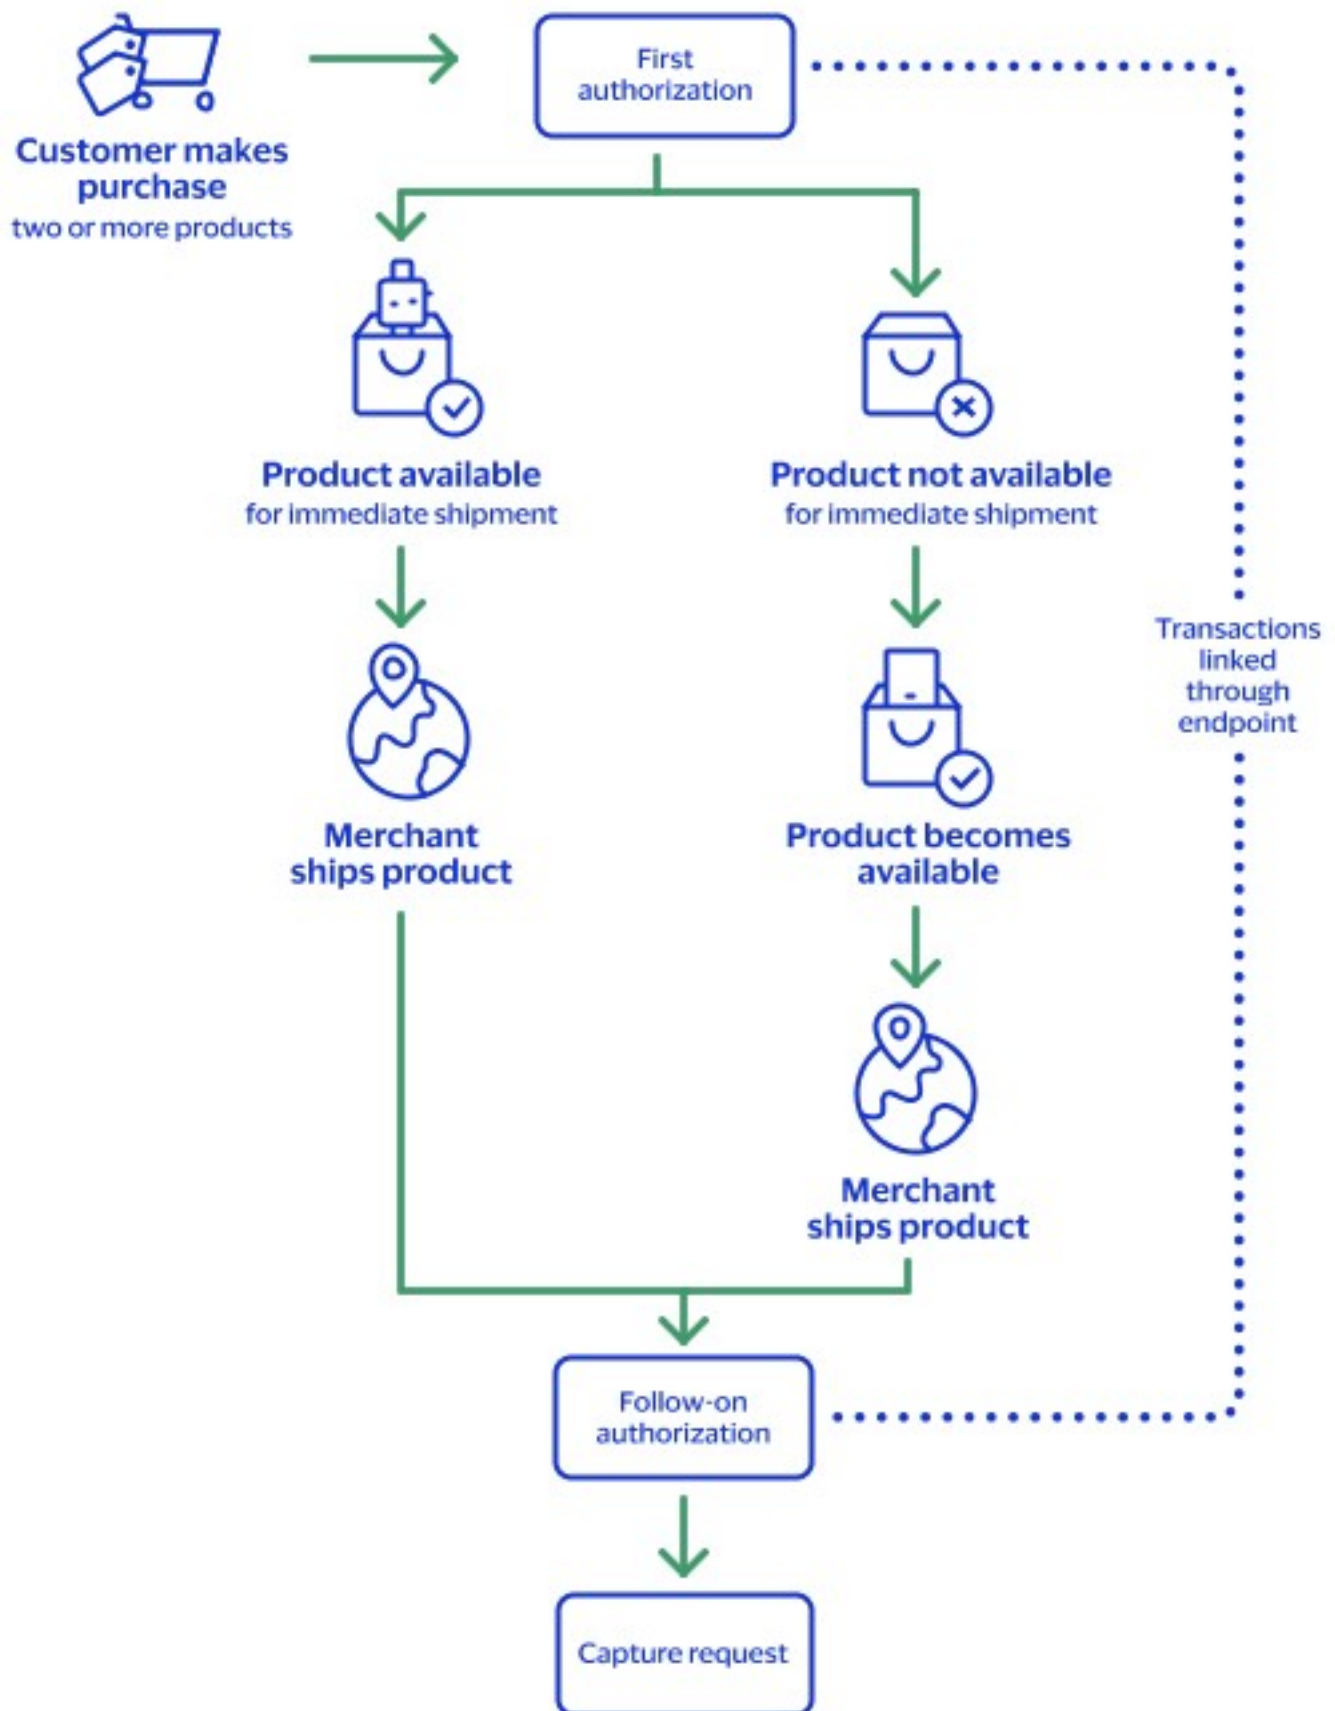 First
authorization
Customer makes
purchase
two or more products
Product available
for immediate shipment
Product not available
for immediate shipment
Transactions
linked
through
endpoint
Merchant
ships product
Product becomes
available
Merchant
ships product
Follow-on
authorization
Capture request